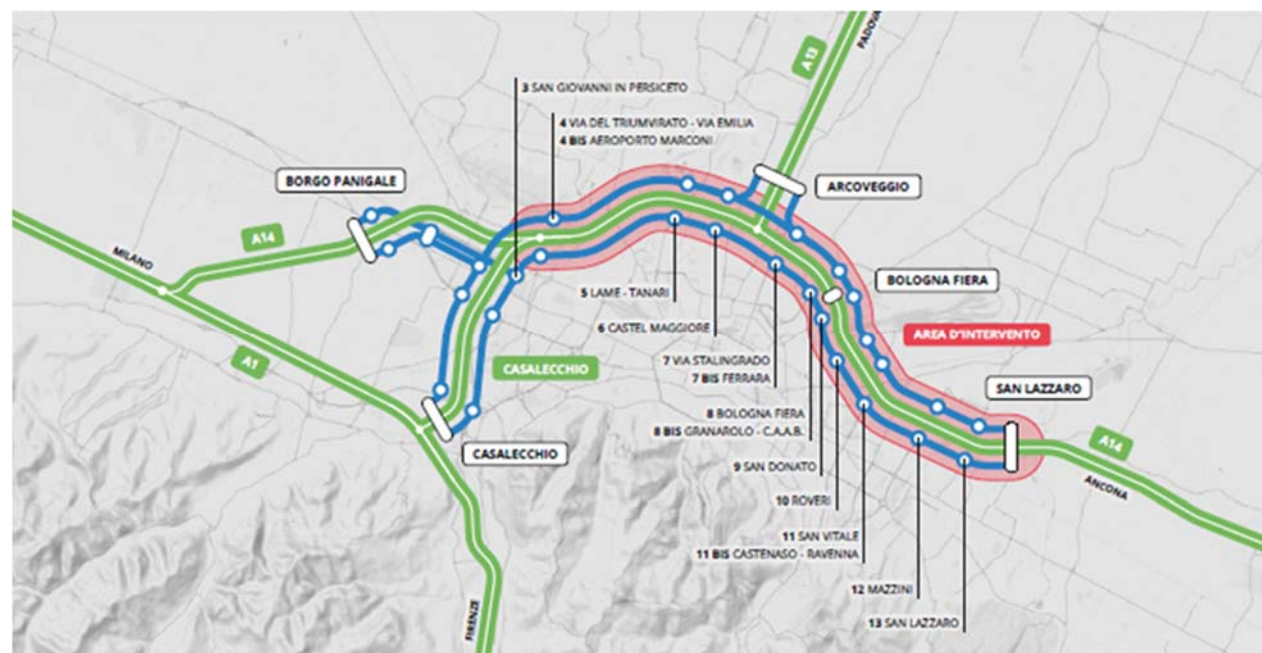 PADOVA
A13
3 SAN GIOVANNI IN PERSICETO
4 VIA DEL TRIUMVIRATO - VIA EMILIA
4 BIS AEROPORTO MARCONI
BORGO PANIGALE
ARCOVEGGIO
A14
MILANO
BOLOGNA FIERA
5 LAME - TANARI
6 CASTEL MAGGIORE
AREA D'INTERVENTO
A1
CASALECCHIO
7 VIA STALINGRADO
7 BIS FERRARA
SAN LAZZARO
8 BOLOGNA FIERA
8 BIS GRANAROLO - C.A.A.B.
A14
CASALECCHIO
9 SAN DONATO
ANCONA
10 ROVERI
11 SAN VITALE
11 BIS CASTENASO - RAVENNA
12 MAZZINI
FIRENZE
13 SAN LAZZARO